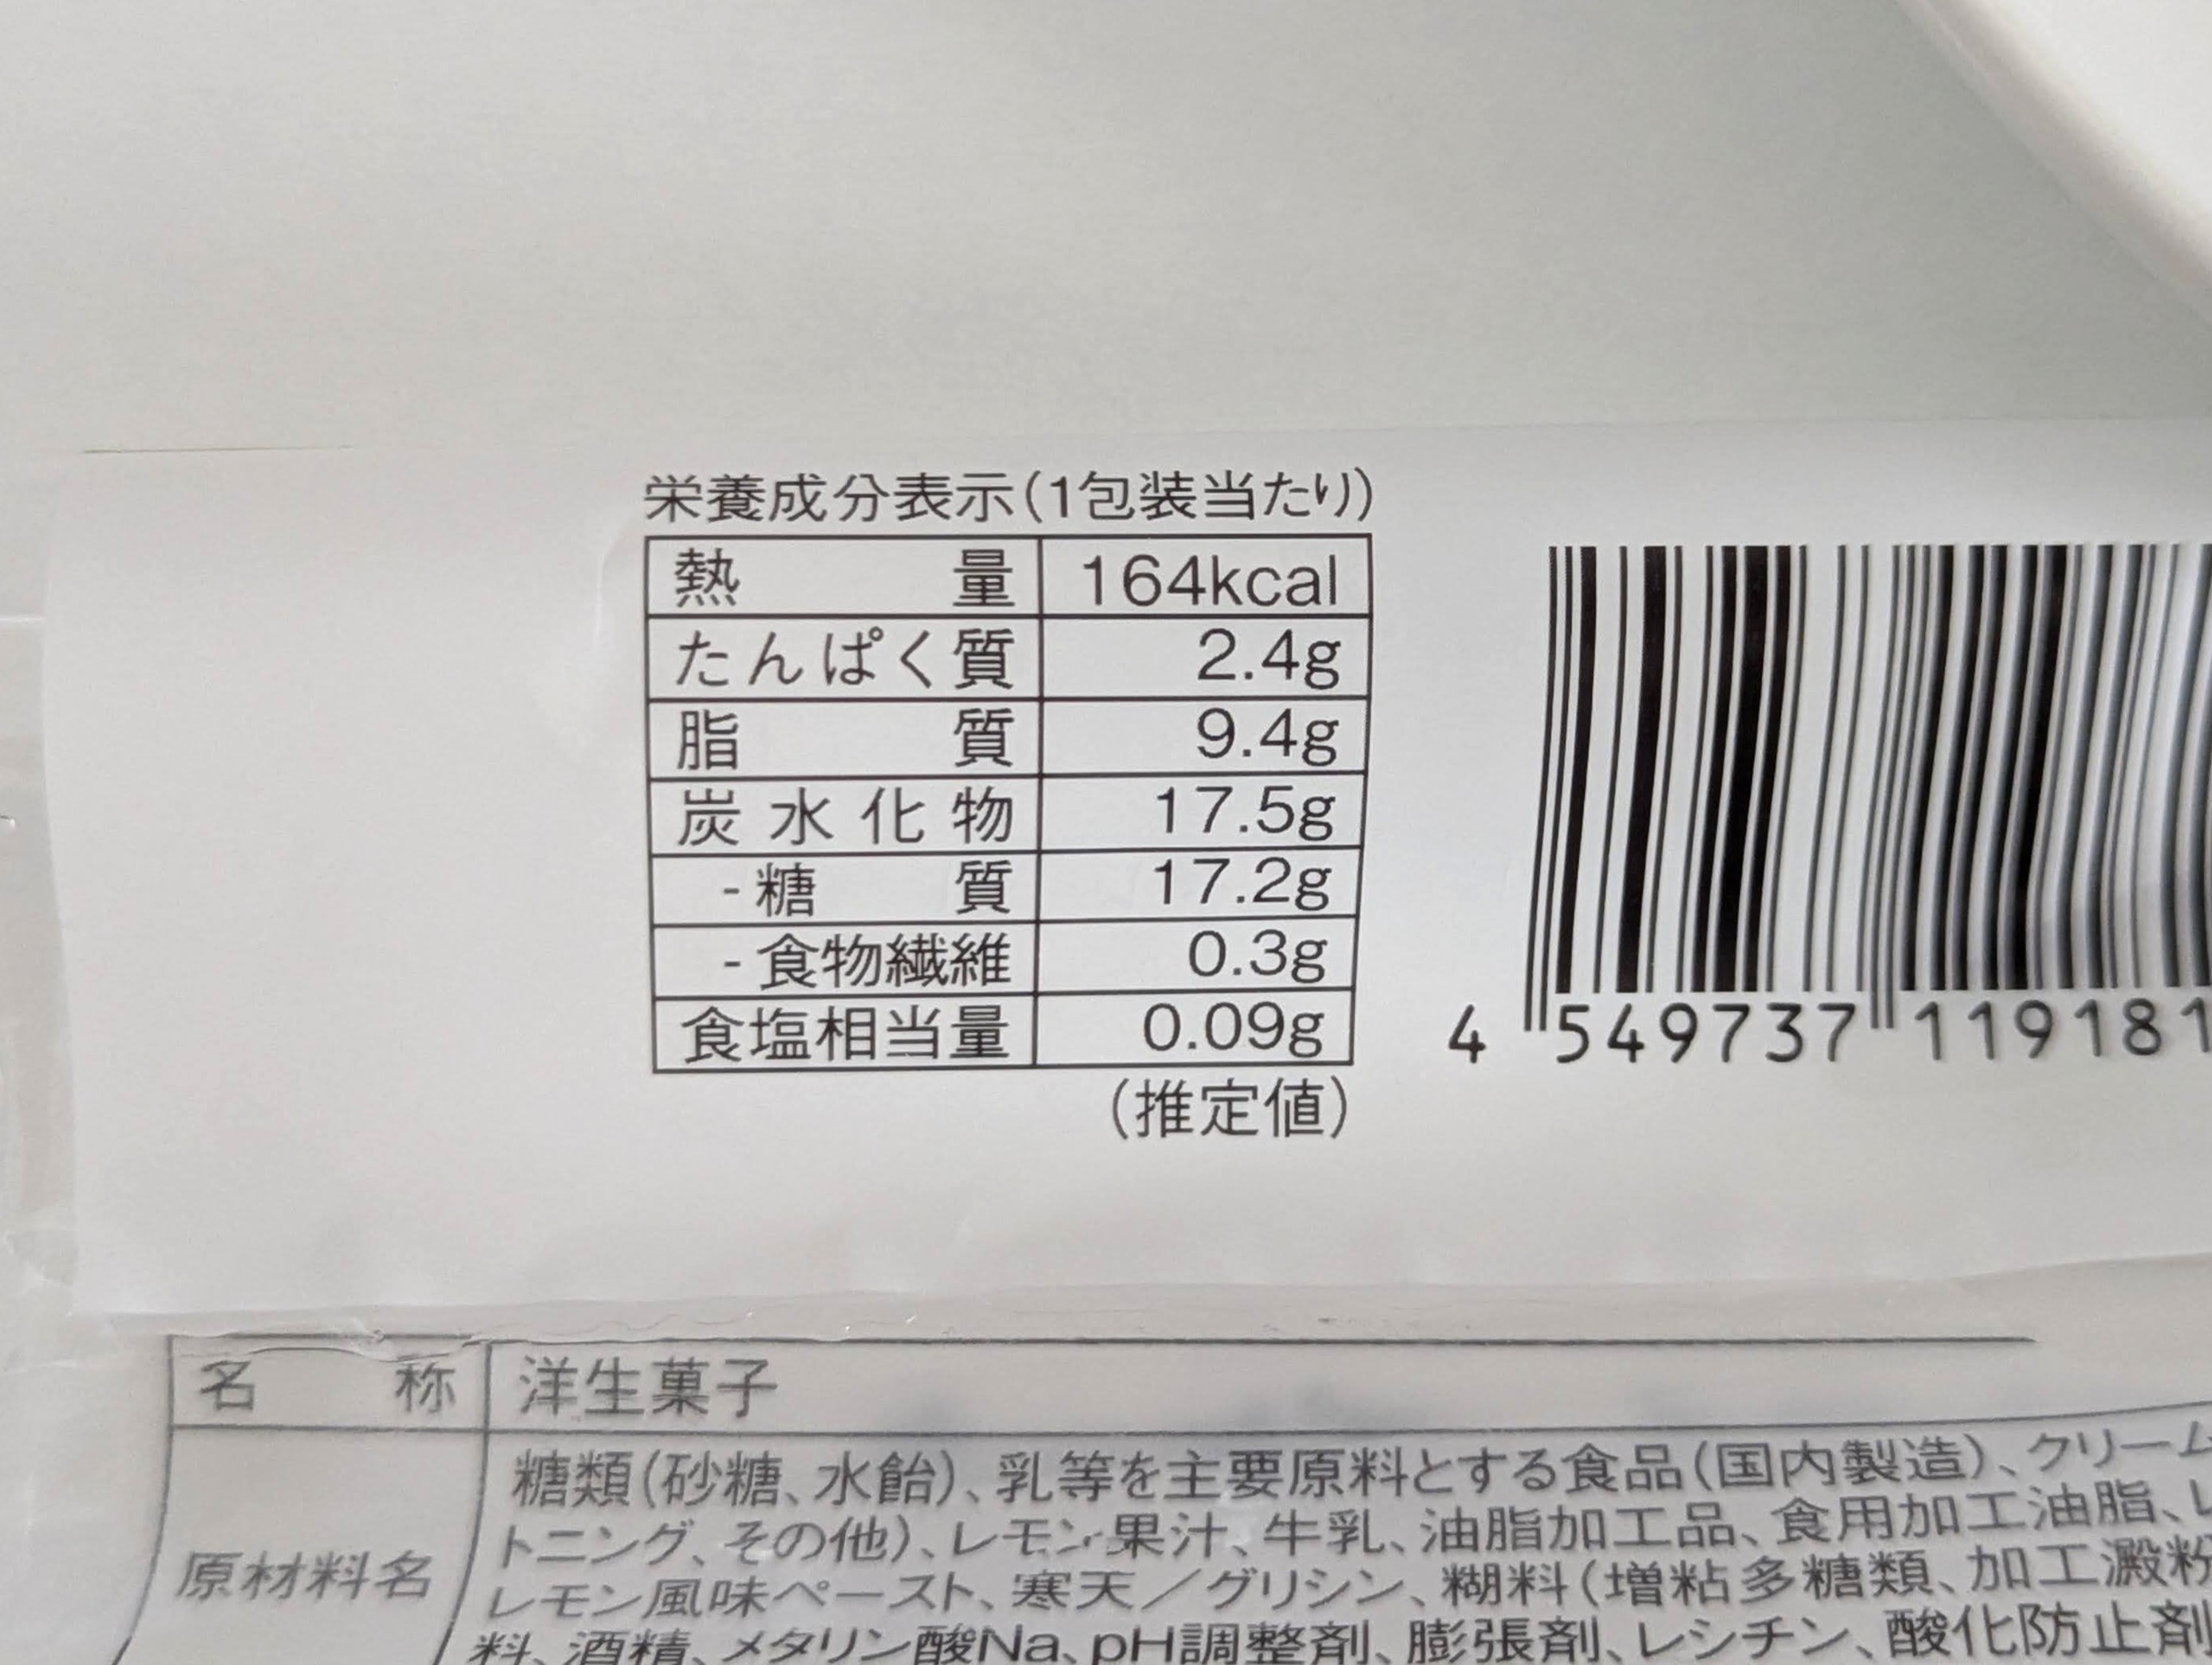 栄養成分表示(1包装当たり)
熱量 164kcal
たんぱく質 2.4g
脂質 9.4g
炭水化物 17.5g
-糖質 17.2g
-食物繊維 0.3g
食塩相当量 0.09g
(推定値)
4 549737 119181
名称 洋生菓子
原材料名 糖類(砂糖、水飴)、乳等を主要原料とする食品(国内製造)、クリーム
トニング、その他)、レモン果汁、牛乳、油脂加工品、食用加工油脂、レ
レモン風味ペースト、寒天／グリシン、糊料(増粘多糖類、加工澱粉
料、酒精、メタリン酸Na、pH調整剤、膨張剤、レシチン、酸化防止剤